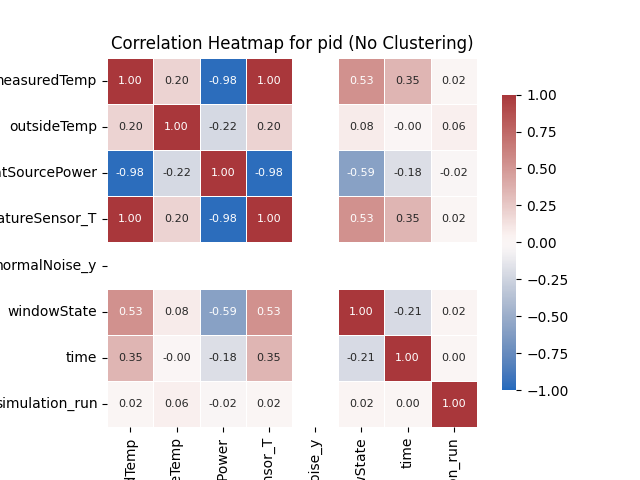 Correlation Heatmap for pid (No Clustering)
neasuredTemp 1.00 0.20 -0.98 1.00 0.53 0.35 0.02
outsideTemp 0.20 1.00 -0.22 0.20 0.08 -0.00 0.06
atSourcePower -0.98 -0.22 1.00 -0.98 -0.59 -0.18 -0.02
atureSensor_T 1.00 0.20 -0.98 1.00 0.53 0.35 0.02
normalNoise_y
windowState 0.53 0.08 -0.59 0.53 1.00 -0.21 0.02
time 0.35 -0.00 -0.18 0.35 -0.21 1.00 0.00
simulation_run 0.02 0.06 -0.02 0.02 0.02 0.00 1.00
dTemp
eTemp
Power
nsor_T
oise_y
wState
time
on_run
1.00
0.75
0.50
0.25
0.00
−0.25
−0.50
−0.75
−1.00